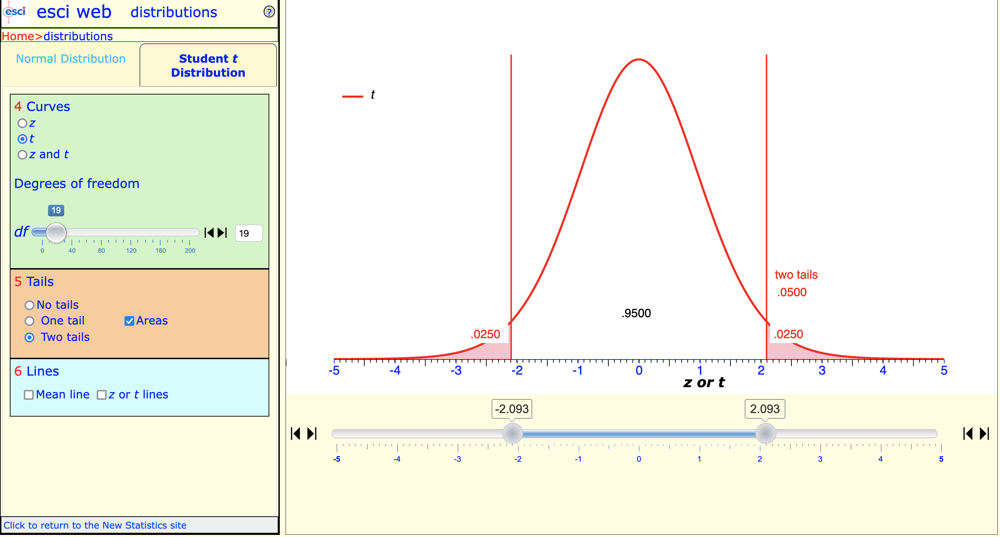 esci
esci web distributions ?
Home>distributions
Normal Distribution
Student t
Distribution
4 Curves
z
t
z and t
Degrees of freedom
19
df 19
0 40 80 120 160 200
5 Tails
No tails
One tail Areas
Two tails
6 Lines
Mean line z or t lines
Click to return to the New Statistics site
t
two tails
.0500
.9500
.0250 .0250
-5 -4 -3 -2 -1 0 1 2 3 4 5
z or t
-2.093 2.093
-5 -4 -3 -2 -1 0 1 2 3 4 5